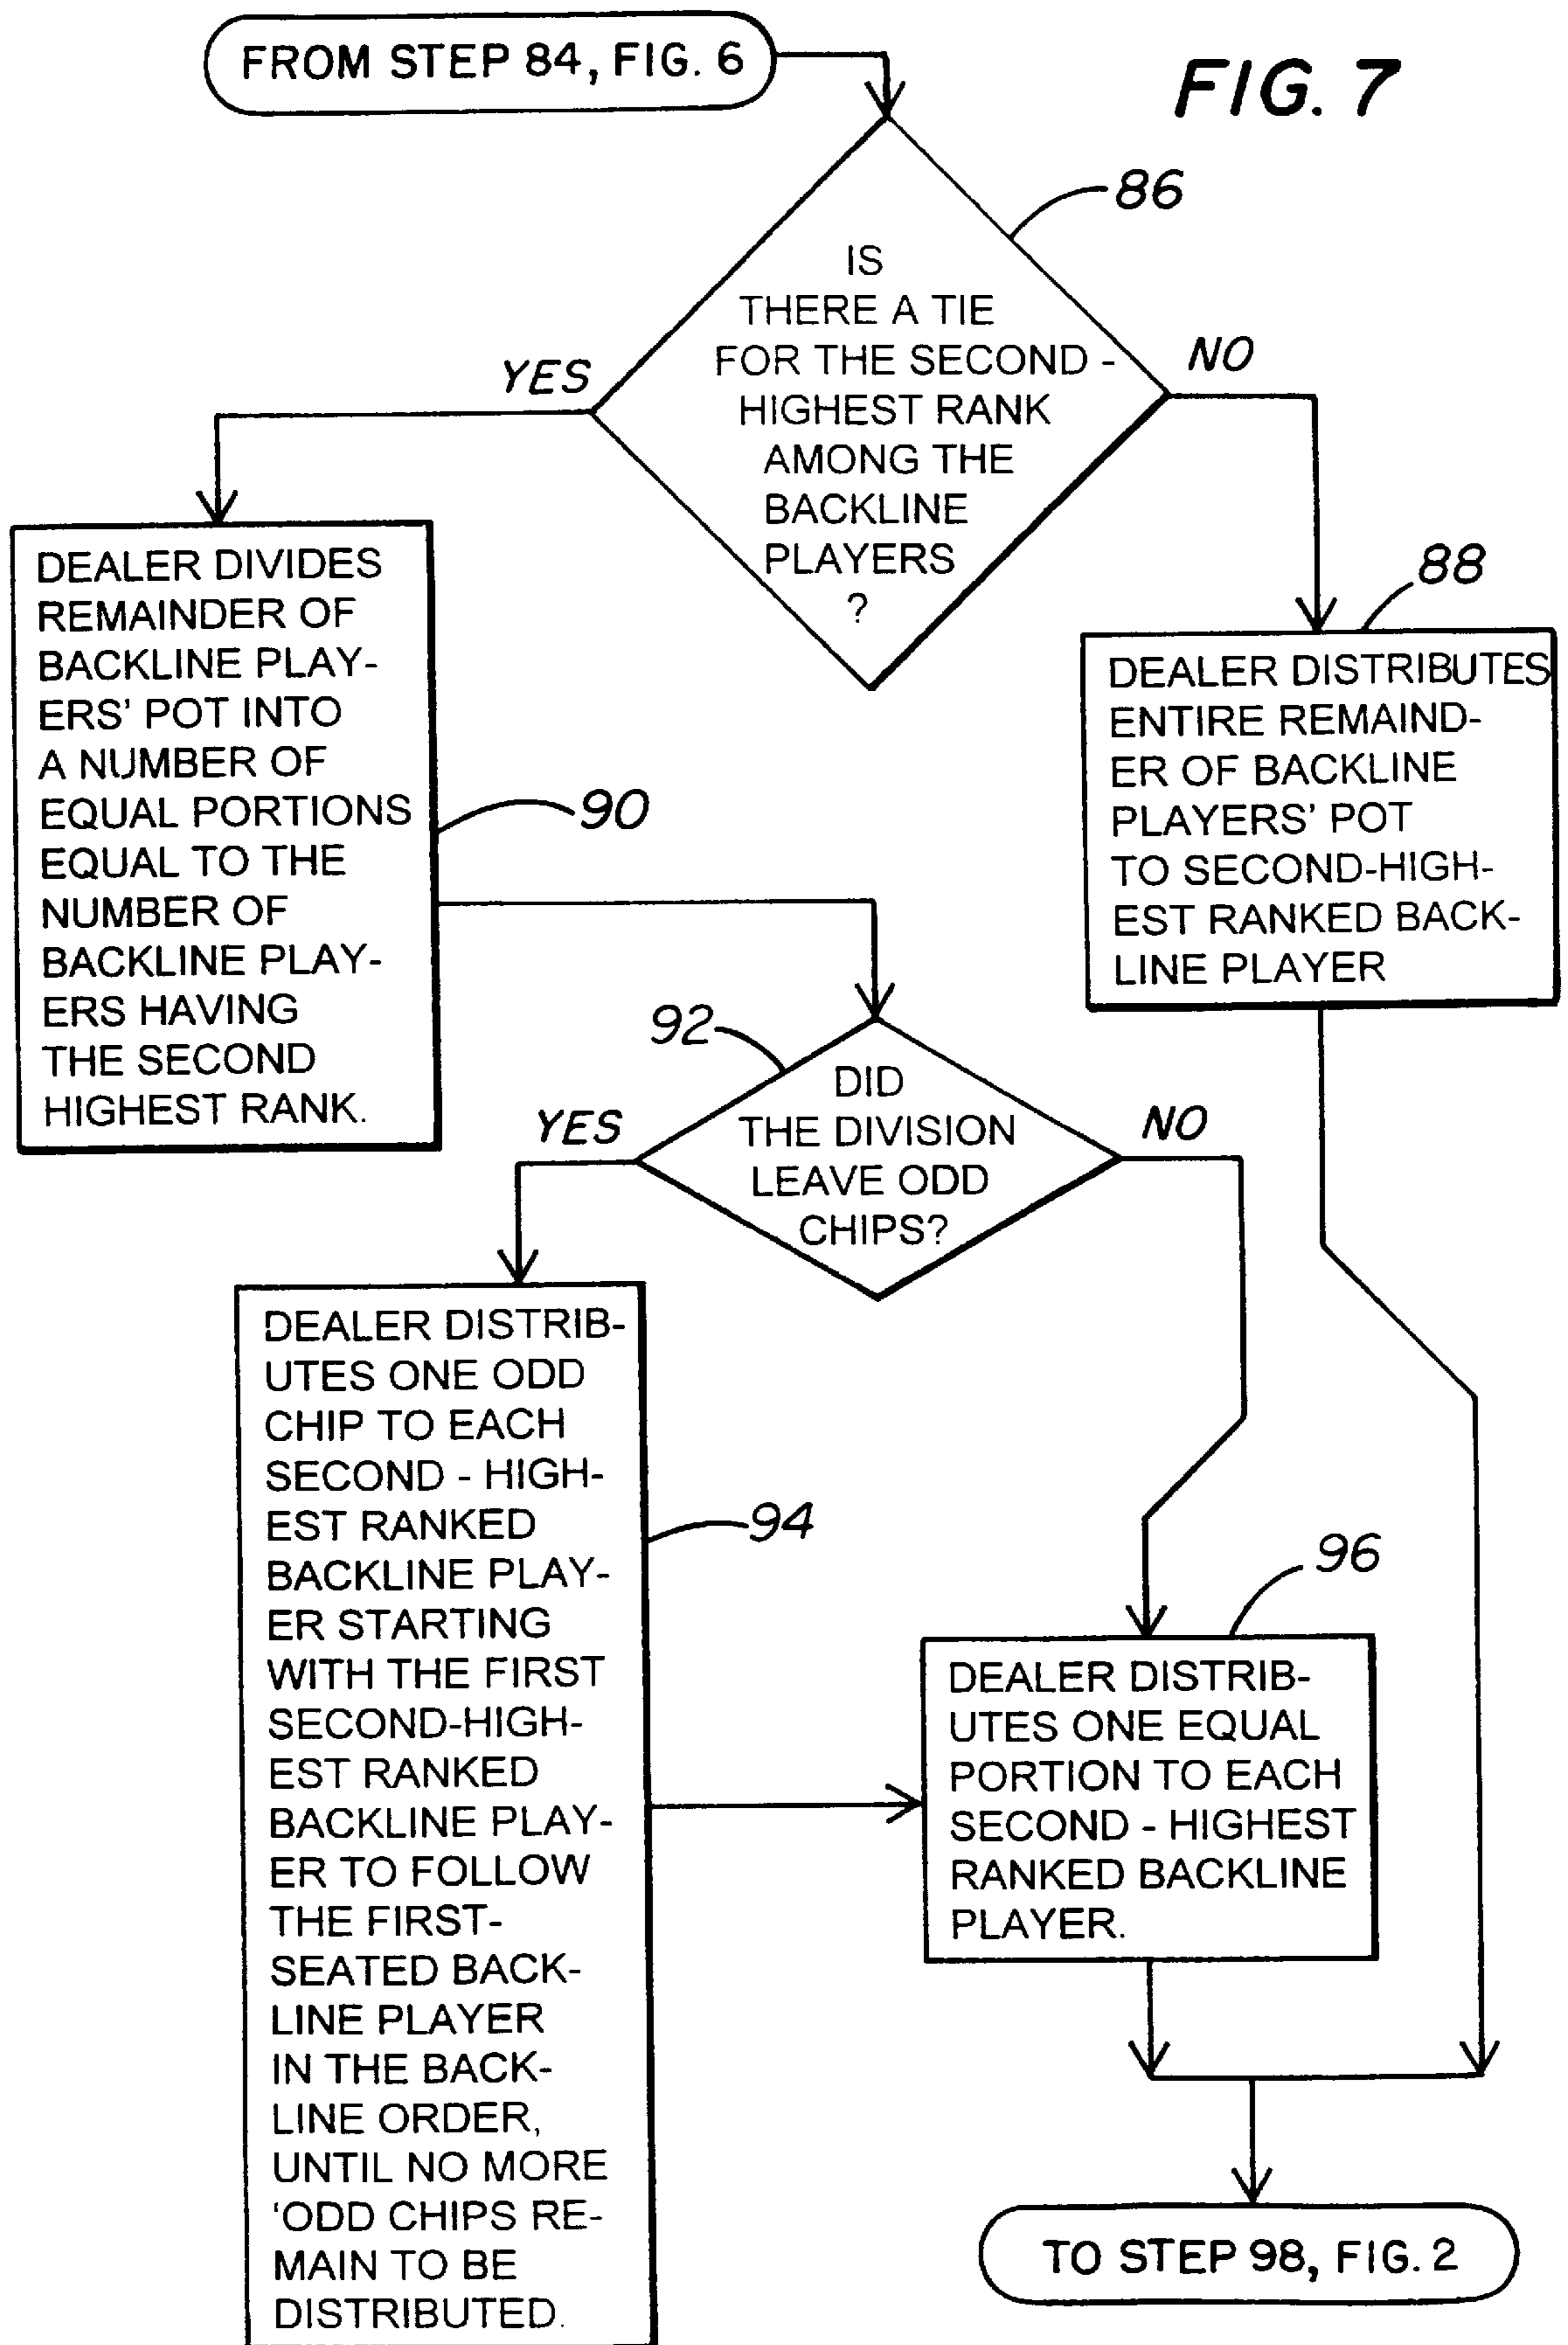 FROM STEP 84, FIG. 6
FIG. 7
86
IS
THERE A TIE
FOR THE SECOND -
HIGHEST RANK
AMONG THE
BACKLINE
PLAYERS
?
YES
NO
DEALER DIVIDES
REMAINDER OF
BACKLINE PLAY-
ERS' POT INTO
A NUMBER OF
EQUAL PORTIONS
EQUAL TO THE
NUMBER OF
BACKLINE PLAY-
ERS HAVING
THE SECOND
HIGHEST RANK.
90
88
DEALER DISTRIBUTES
ENTIRE REMAIND-
ER OF BACKLINE
PLAYERS' POT
TO SECOND-HIGH-
EST RANKED BACK-
LINE PLAYER
92
DID
THE DIVISION
LEAVE ODD
CHIPS?
YES
NO
DEALER DISTRIB-
UTES ONE ODD
CHIP TO EACH
SECOND - HIGH-
EST RANKED
BACKLINE PLAY-
ER STARTING
WITH THE FIRST
SECOND-HIGH-
EST RANKED
BACKLINE PLAY-
ER TO FOLLOW
THE FIRST-
SEATED BACK-
LINE PLAYER
IN THE BACK-
LINE ORDER,
UNTIL NO MORE
'ODD CHIPS RE-
MAIN TO BE
DISTRIBUTED.
94
96
DEALER DISTRIB-
UTES ONE EQUAL
PORTION TO EACH
SECOND - HIGHEST
RANKED BACKLINE
PLAYER.
TO STEP 98, FIG. 2